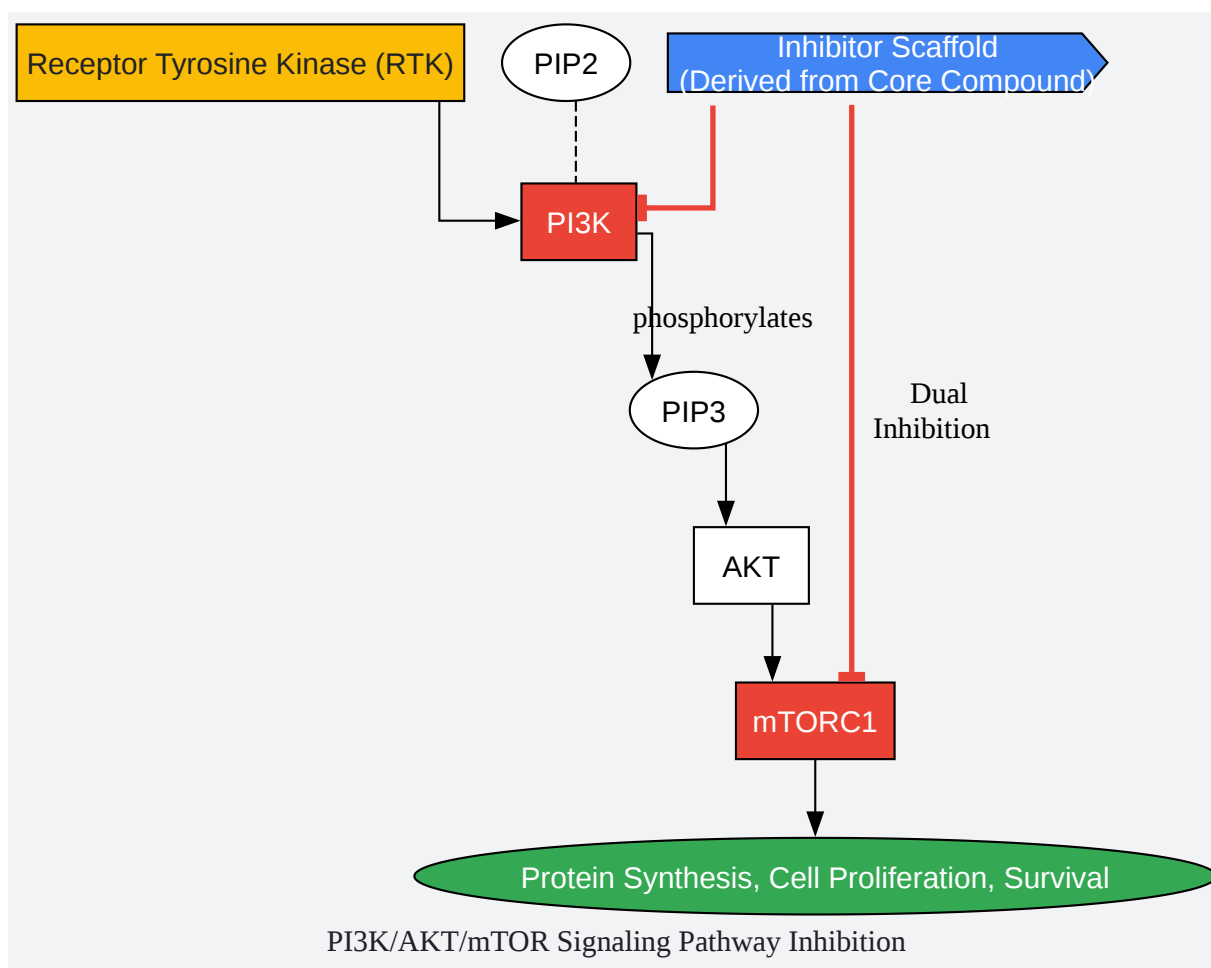 Receptor Tyrosine Kinase (RTK)
PIP2
Inhibitor Scaffold
(Derived from Core Compound)
PI3K
phosphorylates
PIP3
Dual
Inhibition
AKT
mTORC1
Protein Synthesis, Cell Proliferation, Survival
PI3K/AKT/mTOR Signaling Pathway Inhibition